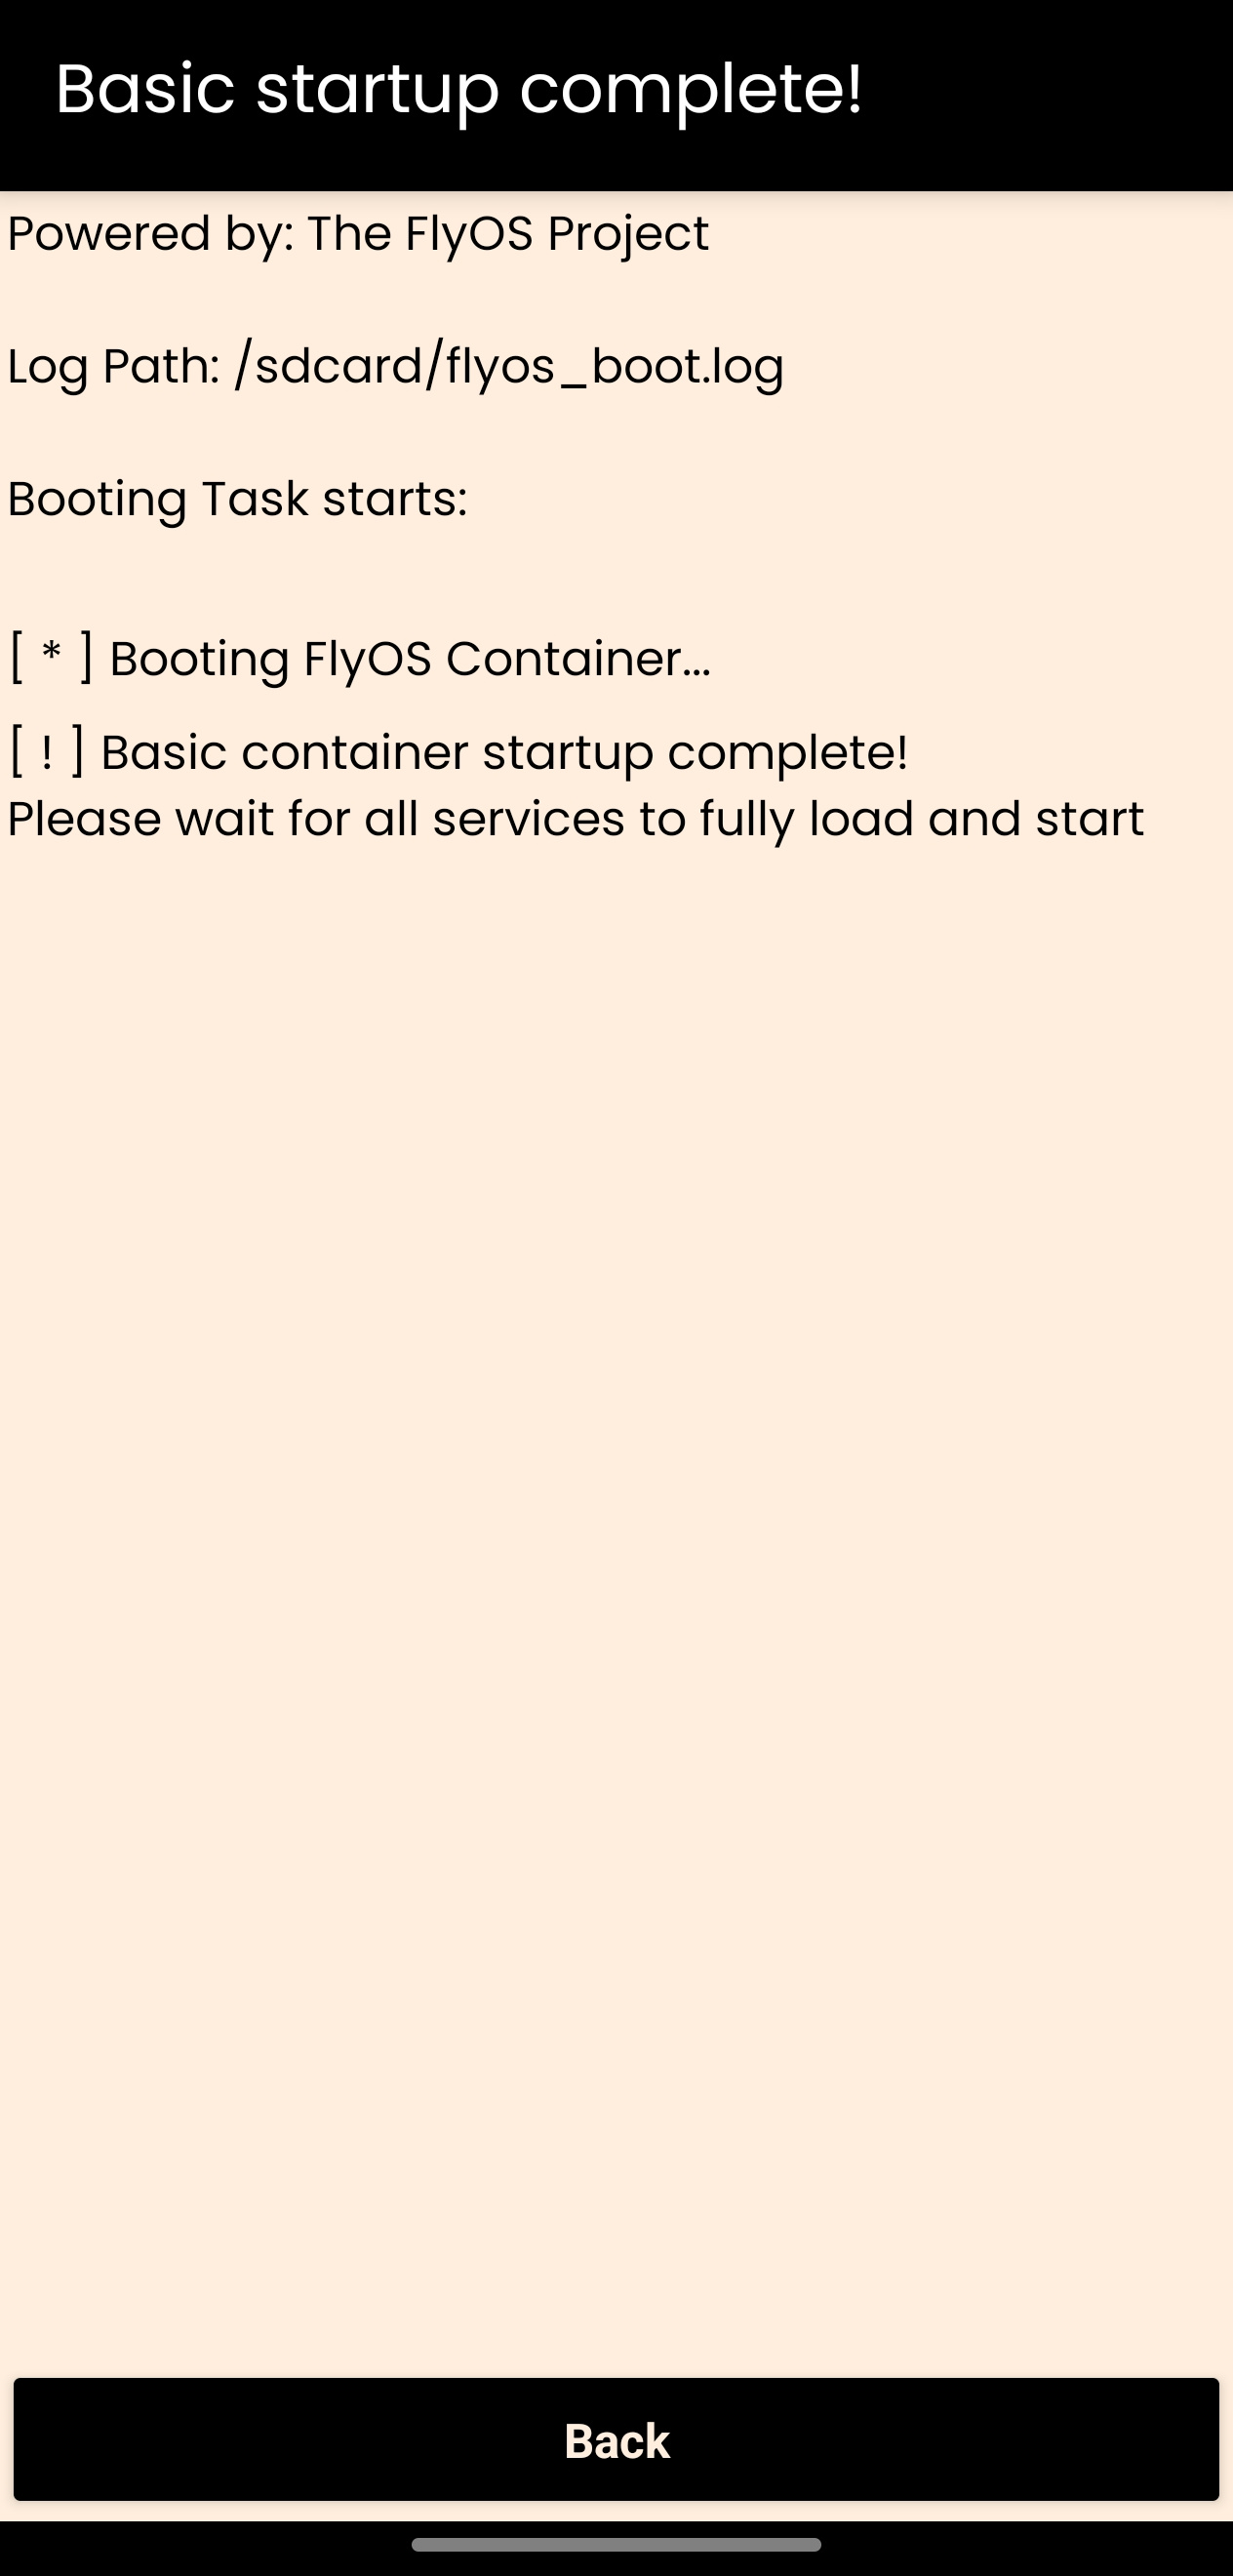 Basic startup complete!
Powered by: The FlyOS Project
Log Path: /sdcard/flyos_boot.log
Booting Task starts:
[ * ] Booting FlyOS Container...
[ ! ] Basic container startup complete!
Please wait for all services to fully load and start
Back